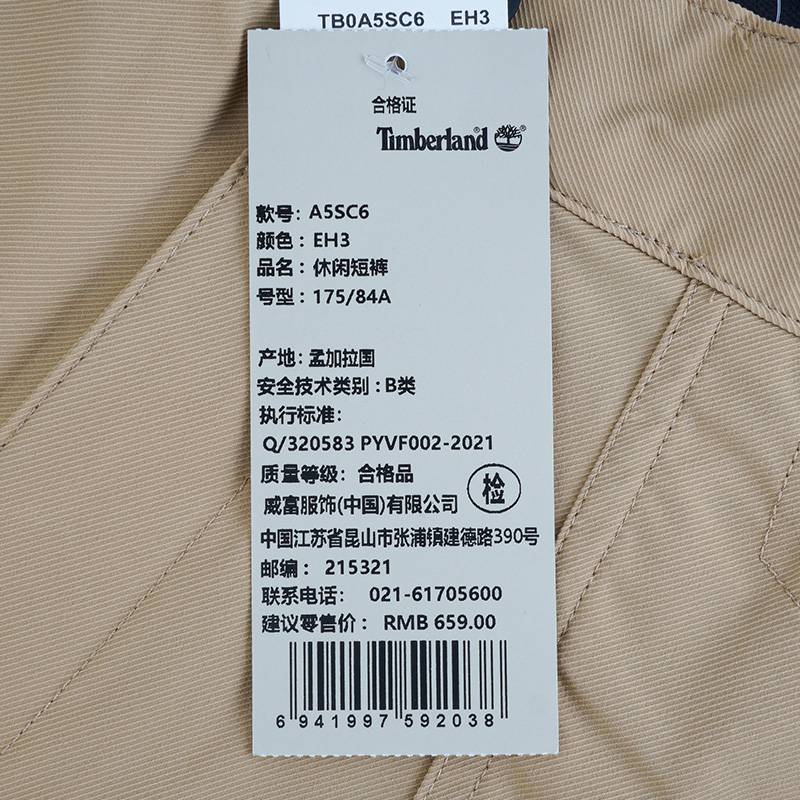 TB0A5SC6 EH3
合格证
Timberland
款号: A5SC6
颜色: EH3
品名: 休闲短裤
号型: 175/84A
产地: 孟加拉国
安全技术类别: B类
执行标准:
Q/320583 PYVF002-2021
质量等级: 合格品
检
威富服饰(中国)有限公司
中国江苏省昆山市张浦镇建德路390号
邮编: 215321
联系电话: 021-61705600
建议零售价: RMB 659.00
6 941997 592038